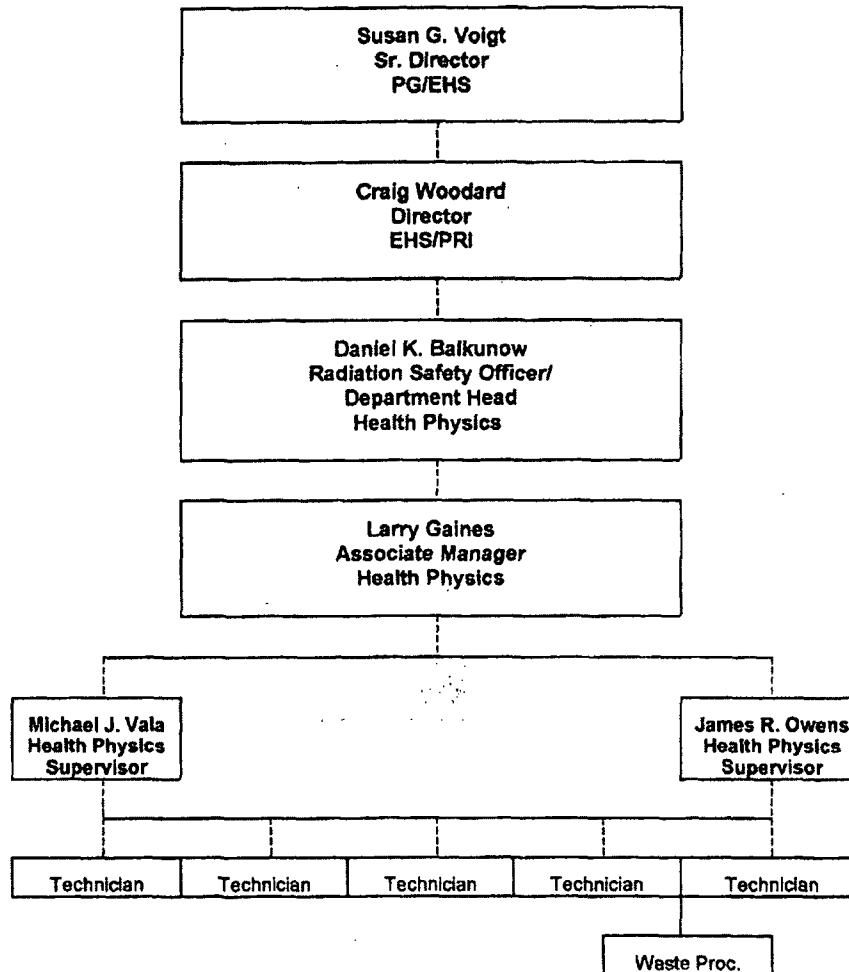 Susan G. Voigt
Sr. Director
PG/EHS
Craig Woodard
Director
EHS/PRI
Daniel K. Balkunow
Radiation Safety Officer/
Department Head
Health Physics
Larry Gaines
Associate Manager
Health Physics
Michael J. Vala
Health Physics
Supervisor
James R. Owens
Health Physics
Supervisor
Technician Technician Technician Technician Technician
Waste Proc.